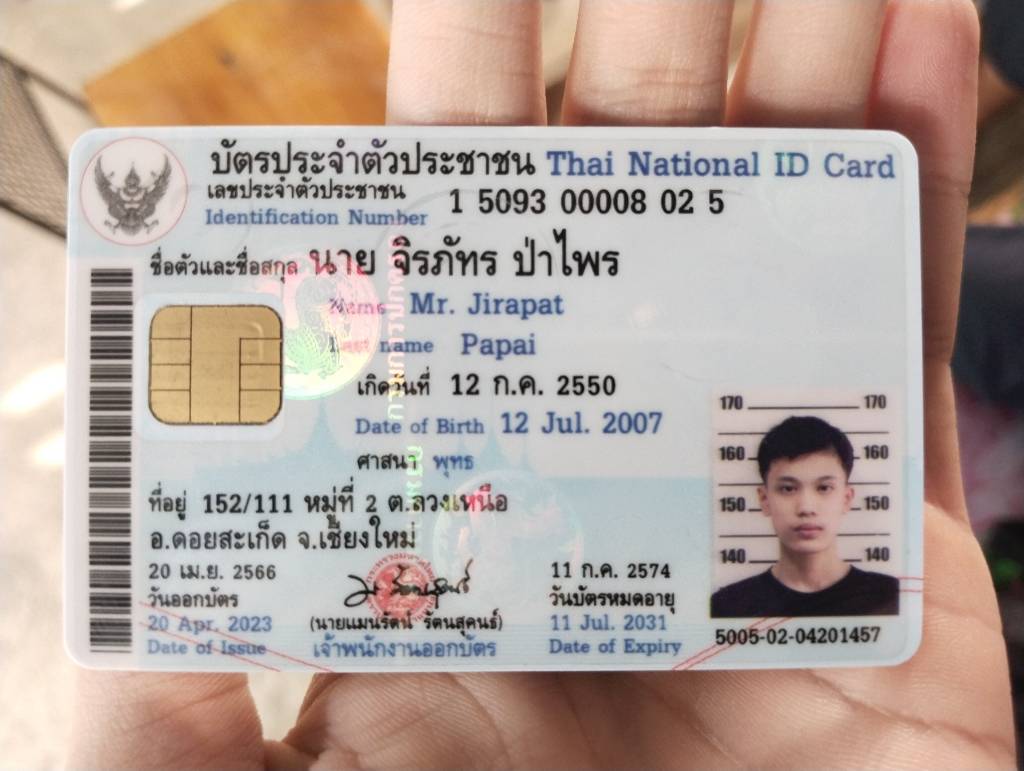 บัตรประจำตัวประชาชน Thai National ID Card
เลขประจำตัวประชาชน
Identification Number 1 5093 00008 02 5
ชื่อตัวและชื่อสกุล นาย จิรภัทร ป่าไพร
Name Mr. Jirapat
Last name Papai
เกิดวันที่ 12 ก.ค. 2550
Date of Birth 12 Jul. 2007
ศาสนา พุทธ
ที่อยู่ 152/111 หมู่ที่ 2 ต.ลวงเหนือ
อ.ดอยสะเก็ด จ.เชียงใหม่
20 เม.ย. 2566
วันออกบัตร
20 Apr. 2023
Date of Issue
(นายแมนรัตน์ รัตนสุคนธ์)
เจ้าพนักงานออกบัตร
11 ก.ค. 2574
วันบัตรหมดอายุ
11 Jul. 2031
Date of Expiry
170 170
160 160
150 150
140 140
5005-02-04201457